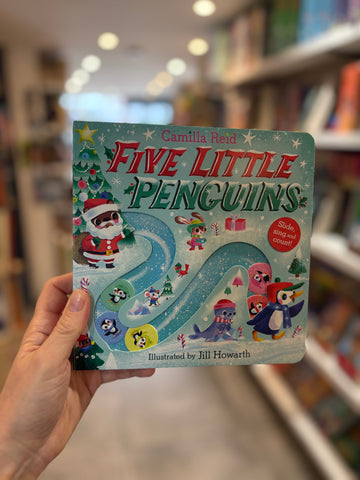 Camilla Reid
FIVE LITTLE
PENGUINS
Slide,
sing and
count!
Illustrated by Jill Howarth